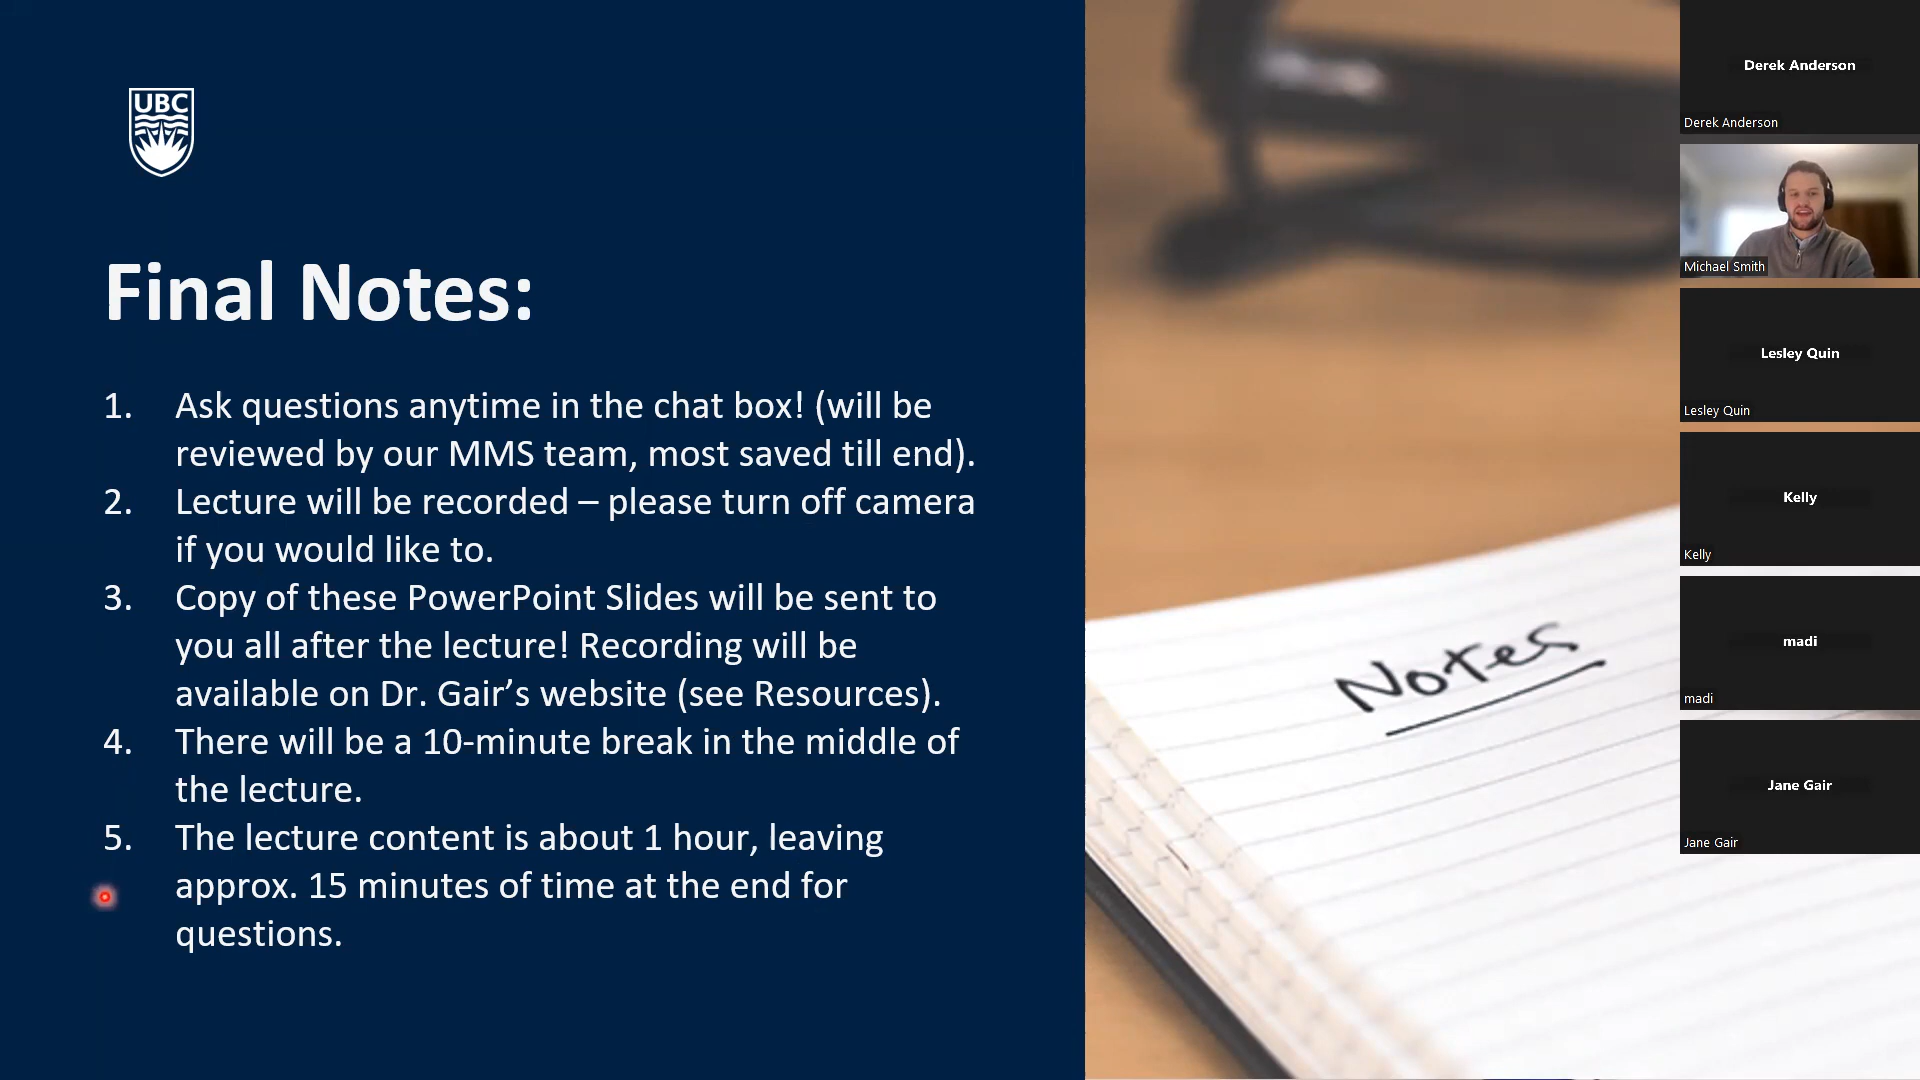 UBC
Final Notes:
1. Ask questions anytime in the chat box! (will be
reviewed by our MMS team, most saved till end).
2. Lecture will be recorded – please turn off camera
if you would like to.
3. Copy of these PowerPoint Slides will be sent to
you all after the lecture! Recording will be
available on Dr. Gair’s website (see Resources).
4. There will be a 10-minute break in the middle of
the lecture.
5. The lecture content is about 1 hour, leaving
approx. 15 minutes of time at the end for
questions.
Notes
Derek Anderson
Derek Anderson
Michael Smith
Lesley Quin
Lesley Quin
Kelly
Kelly
madi
madi
Jane Gair
Jane Gair